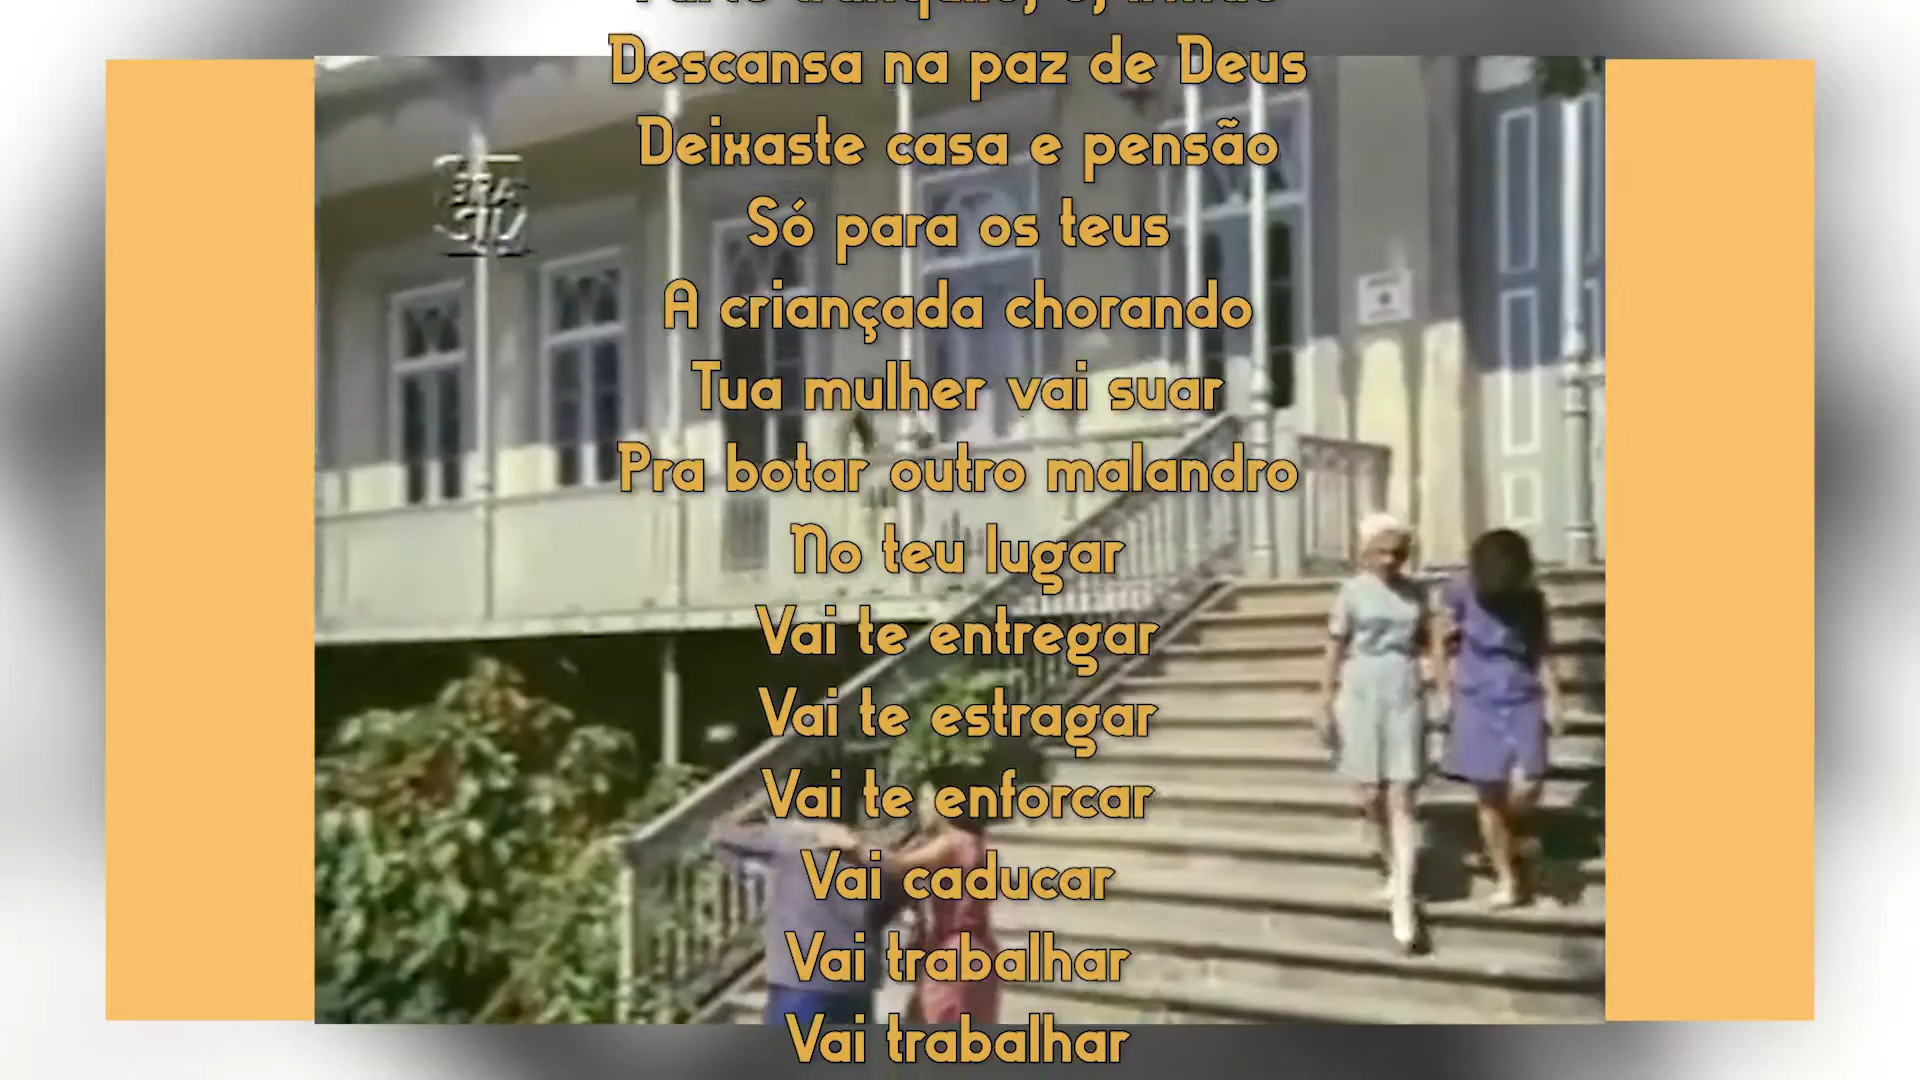 Descansa na paz de Deus
Deixaste casa e pensão
Só para os teus
A criançada chorando
Tua mulher vai suar
Pra botar outro malandro
No teu lugar
Vai te entregar
Vai te estragar
Vai te enforcar
Vai caducar
Vai trabalhar
Vai trabalhar